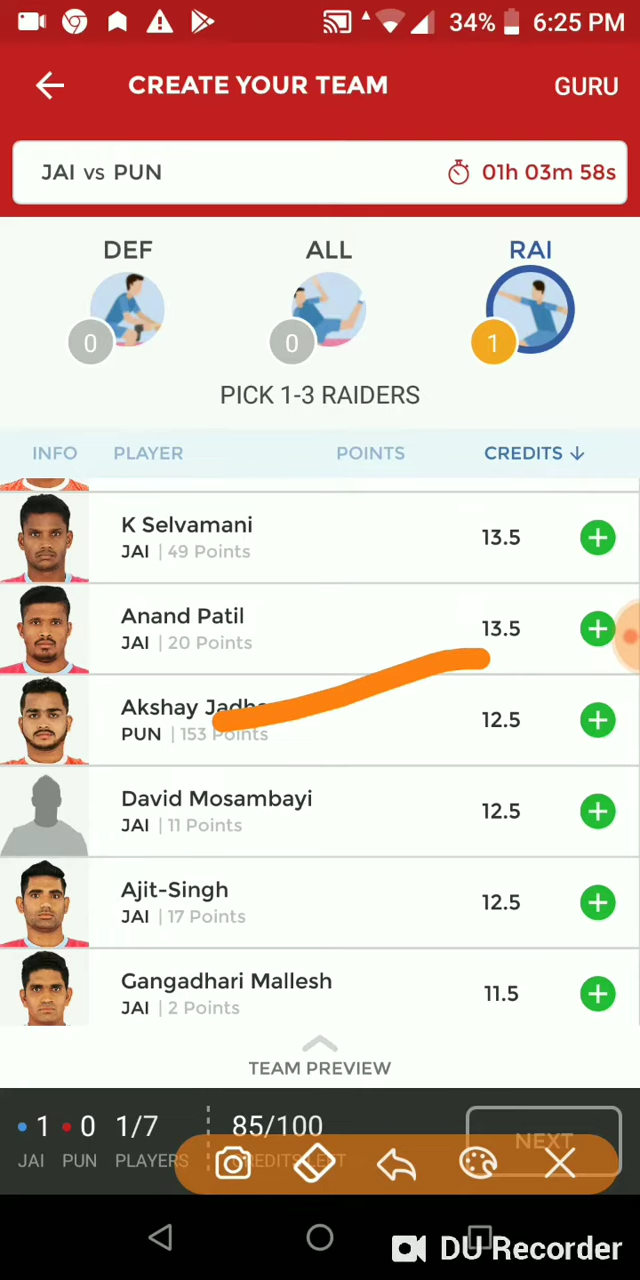 34% 6:25 PM
CREATE YOUR TEAM GURU
JAI vs PUN 01h 03m 58s
DEF ALL RAI
0 0 1
PICK 1-3 RAIDERS
INFO PLAYER POINTS CREDITS
K Selvamani
JAI | 49 Points 13.5
Anand Patil
JAI | 20 Points 13.5
Akshay
PUN | 153 Points 12.5
David Mosambayi
JAI | 11 Points 12.5
Ajit-Singh
JAI | 17 Points 12.5
Gangadhari Mallesh
JAI | 2 Points 11.5
TEAM PREVIEW
1 0 1/7 85/100
JAI PUN PLAYERS
NEXT
DU Recorder